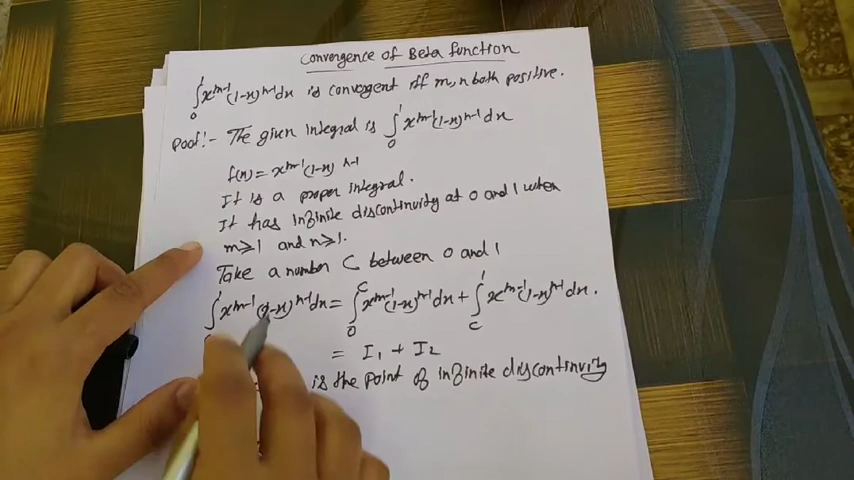 Convergence of Beta function
∫₀¹ x^m-1 (1-x)^n-1 dx is convergent iff m, n both positive.
Proof:- The given integral is ∫₀¹ x^m-1 (1-x)^n-1 dx
f(x) = x^m-1 (1-x)^n-1
It is a proper integral.
It has infinite discontinuity at 0 and 1 when
m≥1 and n≥1.
Take a number C between 0 and 1
∫¹ x^m-1 (1-x)^n-1 dx = ∫₀^C x^m-1 (1-x)^n-1 dx + ∫_C¹ x^m-1 (1-x)^n-1 dx.
= I₁ + I₂
is the point of infinite discontinuity